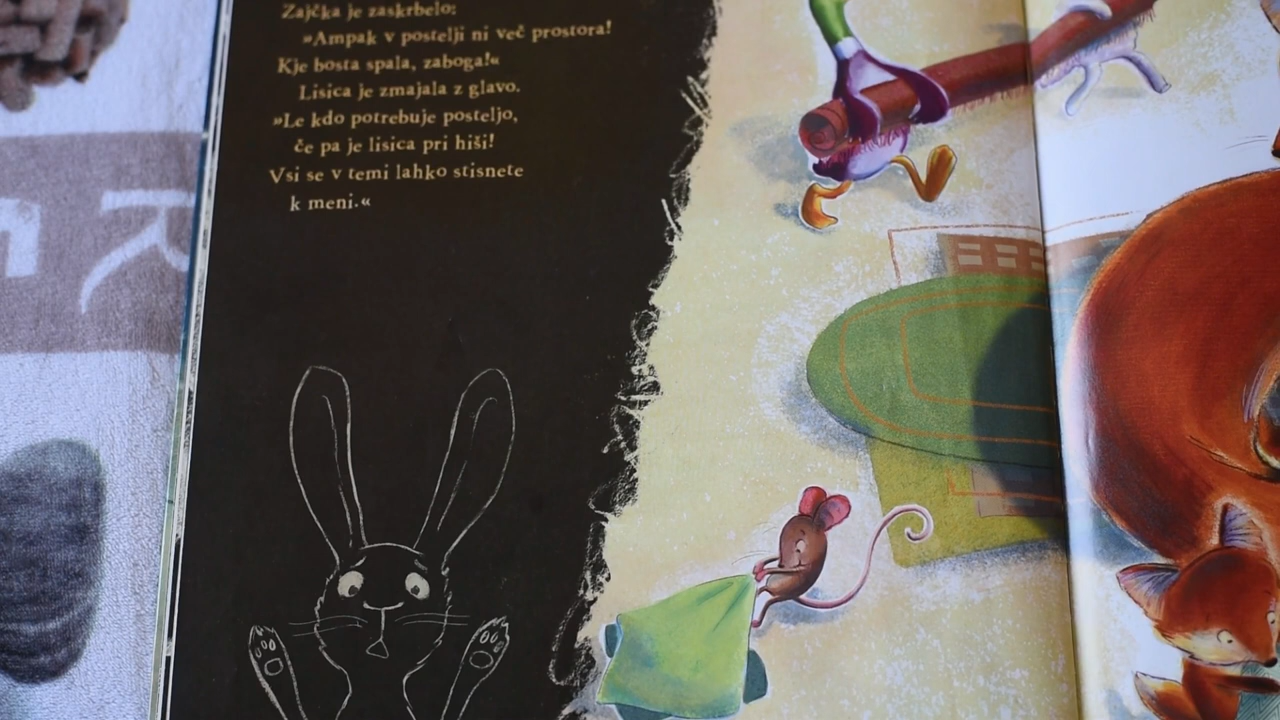 Zajčka je zaskrbelo:
»Ampak v postelji ni več prostora!
Kje bosta spala, zaboga!«
Lisica je zmajala z glavo.
»Le kdo potrebuje posteljo,
če pa je lisica pri hiši!
Vsi se v temi lahko stisnete
k meni.«